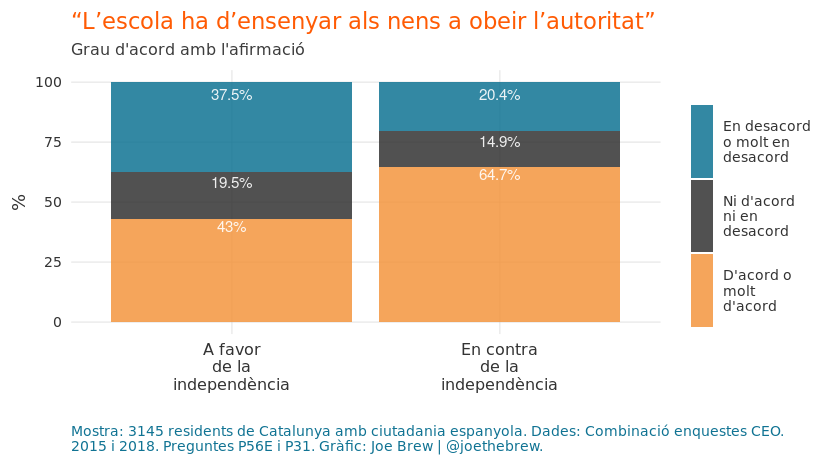 “L’escola ha d’ensenyar als nens a obeir l’autoritat”
Grau d'acord amb l'afirmació
100
75
50
25
0
%
37.5%
19.5%
43%
20.4%
14.9%
64.7%
A favor
de la
independència
En contra
de la
independència
En desacord
o molt en
desacord
Ni d'acord
ni en
desacord
D'acord o
molt
d'acord
Mostra: 3145 residents de Catalunya amb ciutadania espanyola. Dades: Combinació enquestes CEO.
2015 i 2018. Preguntes P56E i P31. Gràfic: Joe Brew | @joethebrew.